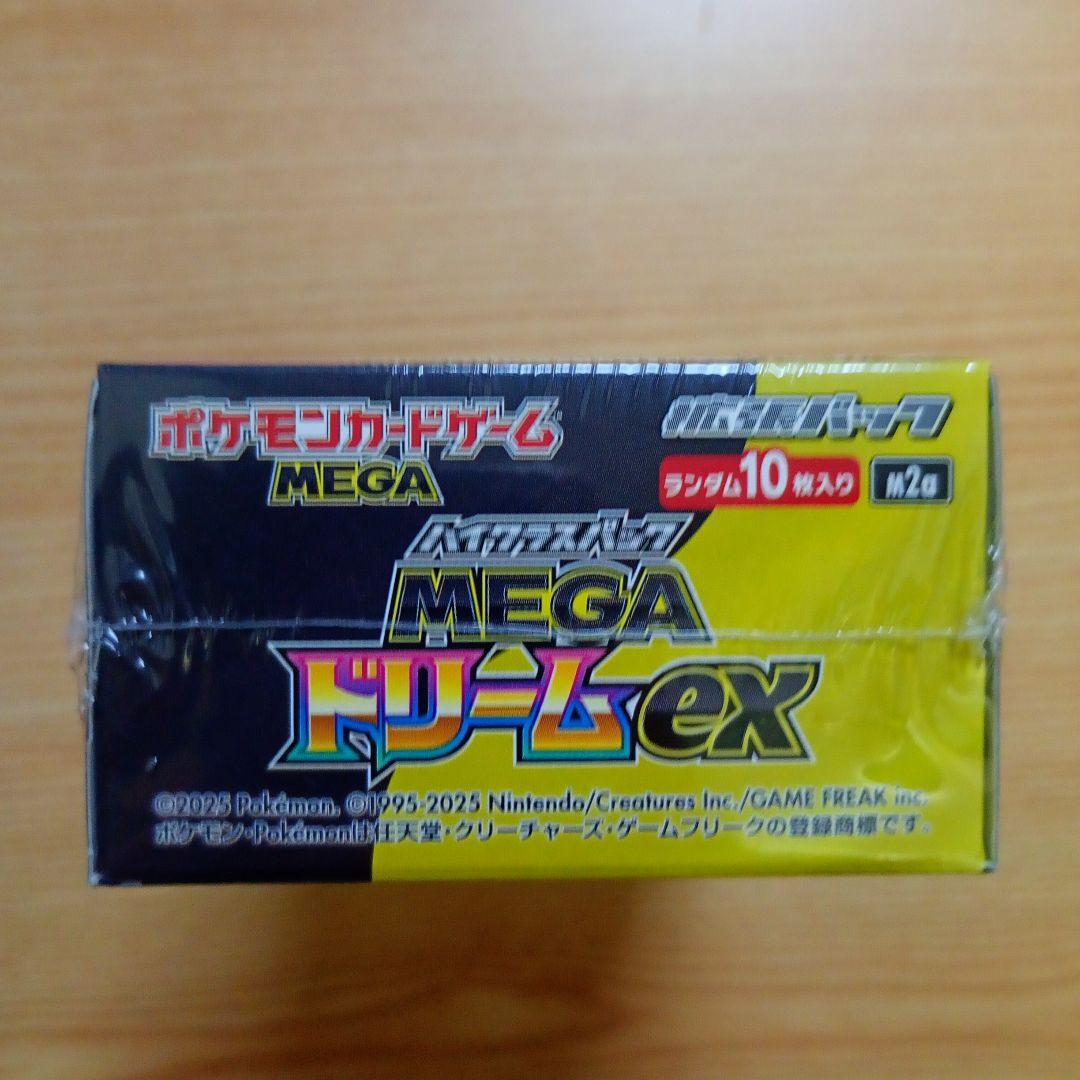 ポケモンカードゲーム
MEGA
拡張パック
ランダム10枚入り
M2a
ハイクラスパック
MEGA
ドリームex
©2025 Pokémon. ©1995-2025 Nintendo/Creatures Inc./GAME FREAK inc.
ポケモン・Pokémonは任天堂・クリーチャーズ・ゲームフリークの登録商標です。